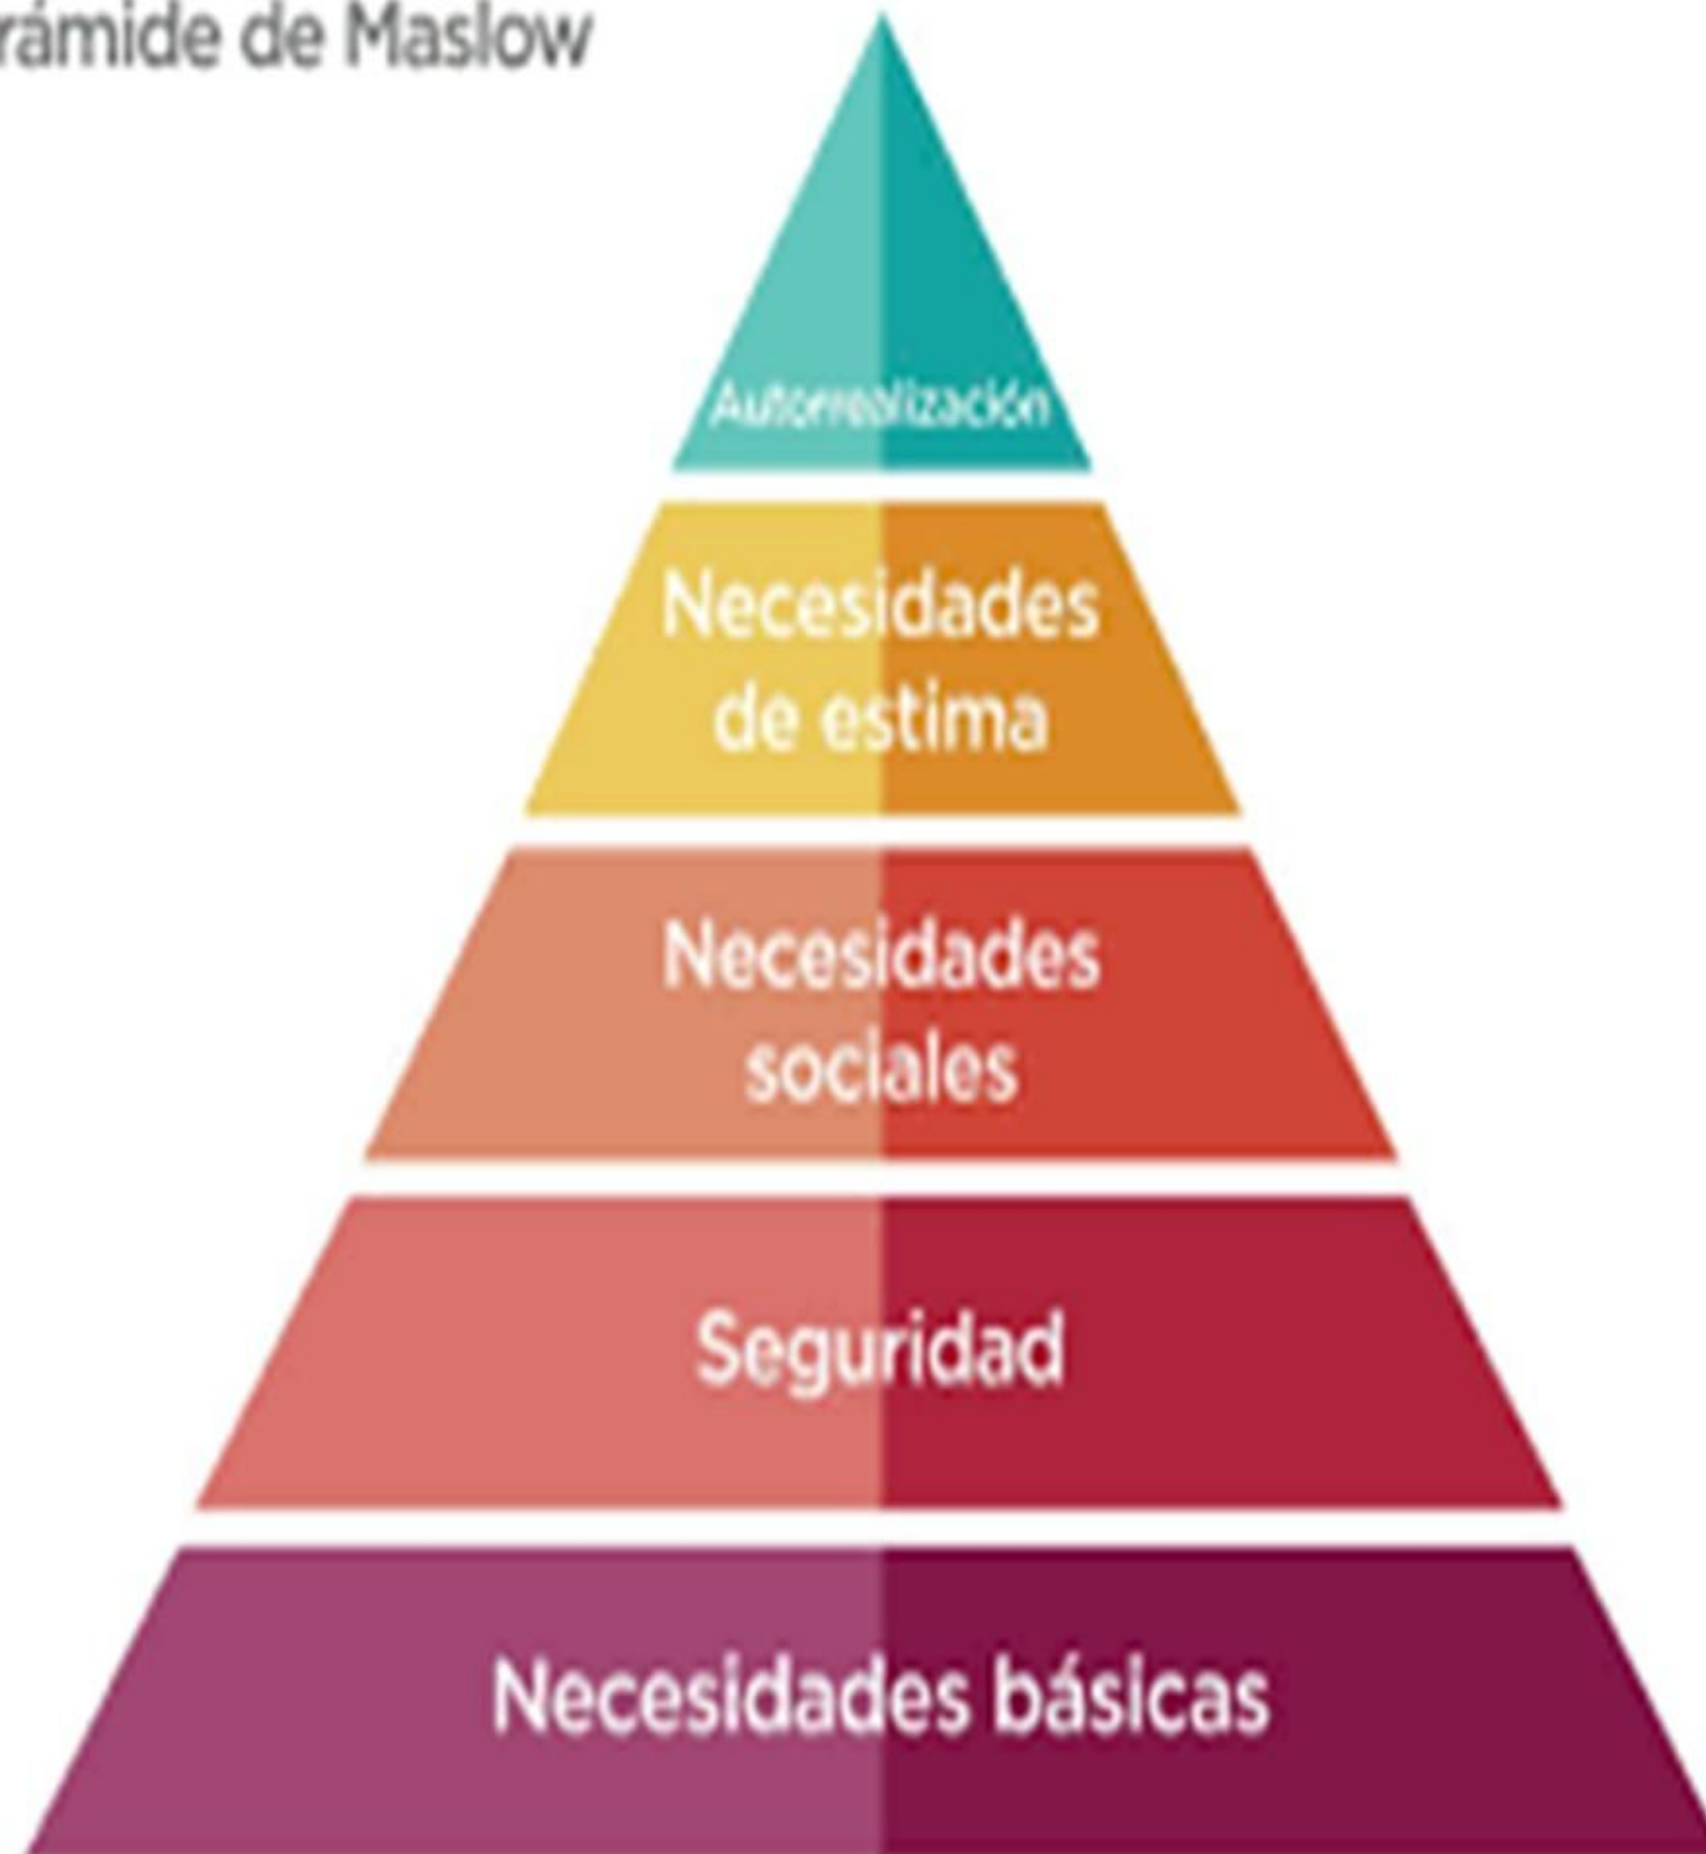 rámide de Maslow
Autorrealización
Necesidades
de estima
Necesidades
sociales
Seguridad
Necesidades básicas